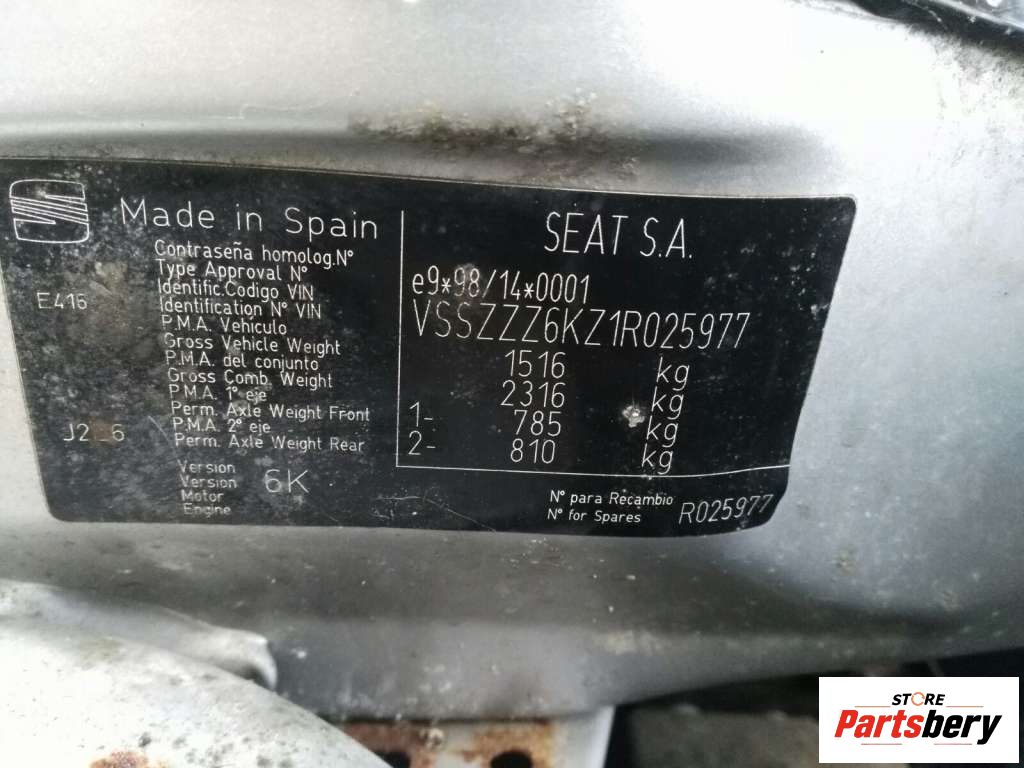 Made in Spain
SEAT S.A.
Contraseña homolog.Nº
Type Approval Nº
e9*98/14*0001
Identific.Codigo VIN
Identification Nº VIN
VSSZZZ6KZ1R025977
P.M.A. Vehículo
Gross Vehicle Weight
1516 kg
P.M.A. del conjunto
Gross Comb. Weight
2316 kg
P.M.A. 1º eje
Perm. Axle Weight Front
1- 785 kg
P.M.A. 2º eje
Perm. Axle Weight Rear
2- 810 kg
E416
Version
Version
6K
Motor
Engine
Nº para Recambio
Nº for Spares
R025977
STORE
Partsbery